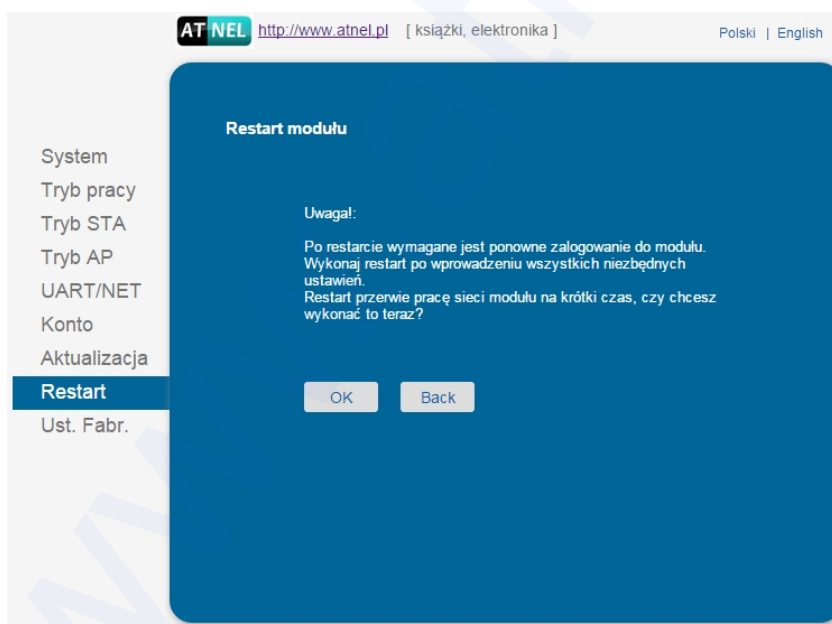 AT NEL http://www.atnel.pl [ książki, elektronika ] Polski | English
Restart modułu
System
Tryb pracy
Tryb STA
Tryb AP
UART/NET
Konto
Aktualizacja
Restart
Ust. Fabr.
Uwaga!:
Po restarcie wymagane jest ponowne zalogowanie do modułu.
Wykonaj restart po wprowadzeniu wszystkich niezbędnych
ustawień.
Restart przerwie pracę sieci modułu na krótki czas, czy chcesz
wykonać to teraz?
OK Back